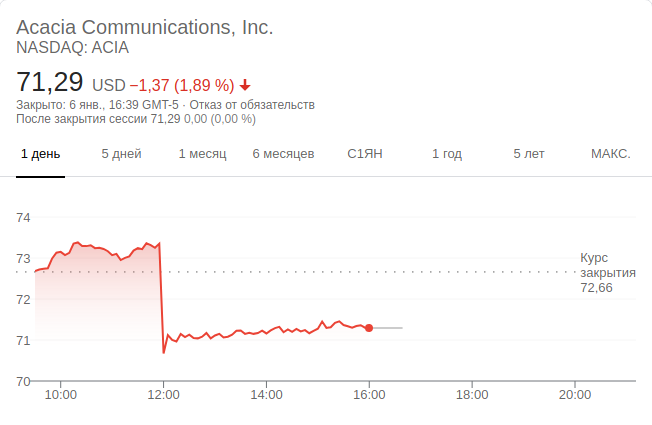 Acacia Communications, Inc.
NASDAQ: ACIA
71,29 USD −1,37 (1,89 %)
Закрыто: 6 янв., 16:39 GMT-5 · Отказ от обязательств
После закрытия сессии 71,29 0,00 (0,00 %)
1 день 5 дней 1 месяц 6 месяцев С1ЯН 1 год 5 лет МАКС.
74
73
72
71
70
Курс
закрытия
72,66
10:00 12:00 14:00 16:00 18:00 20:00